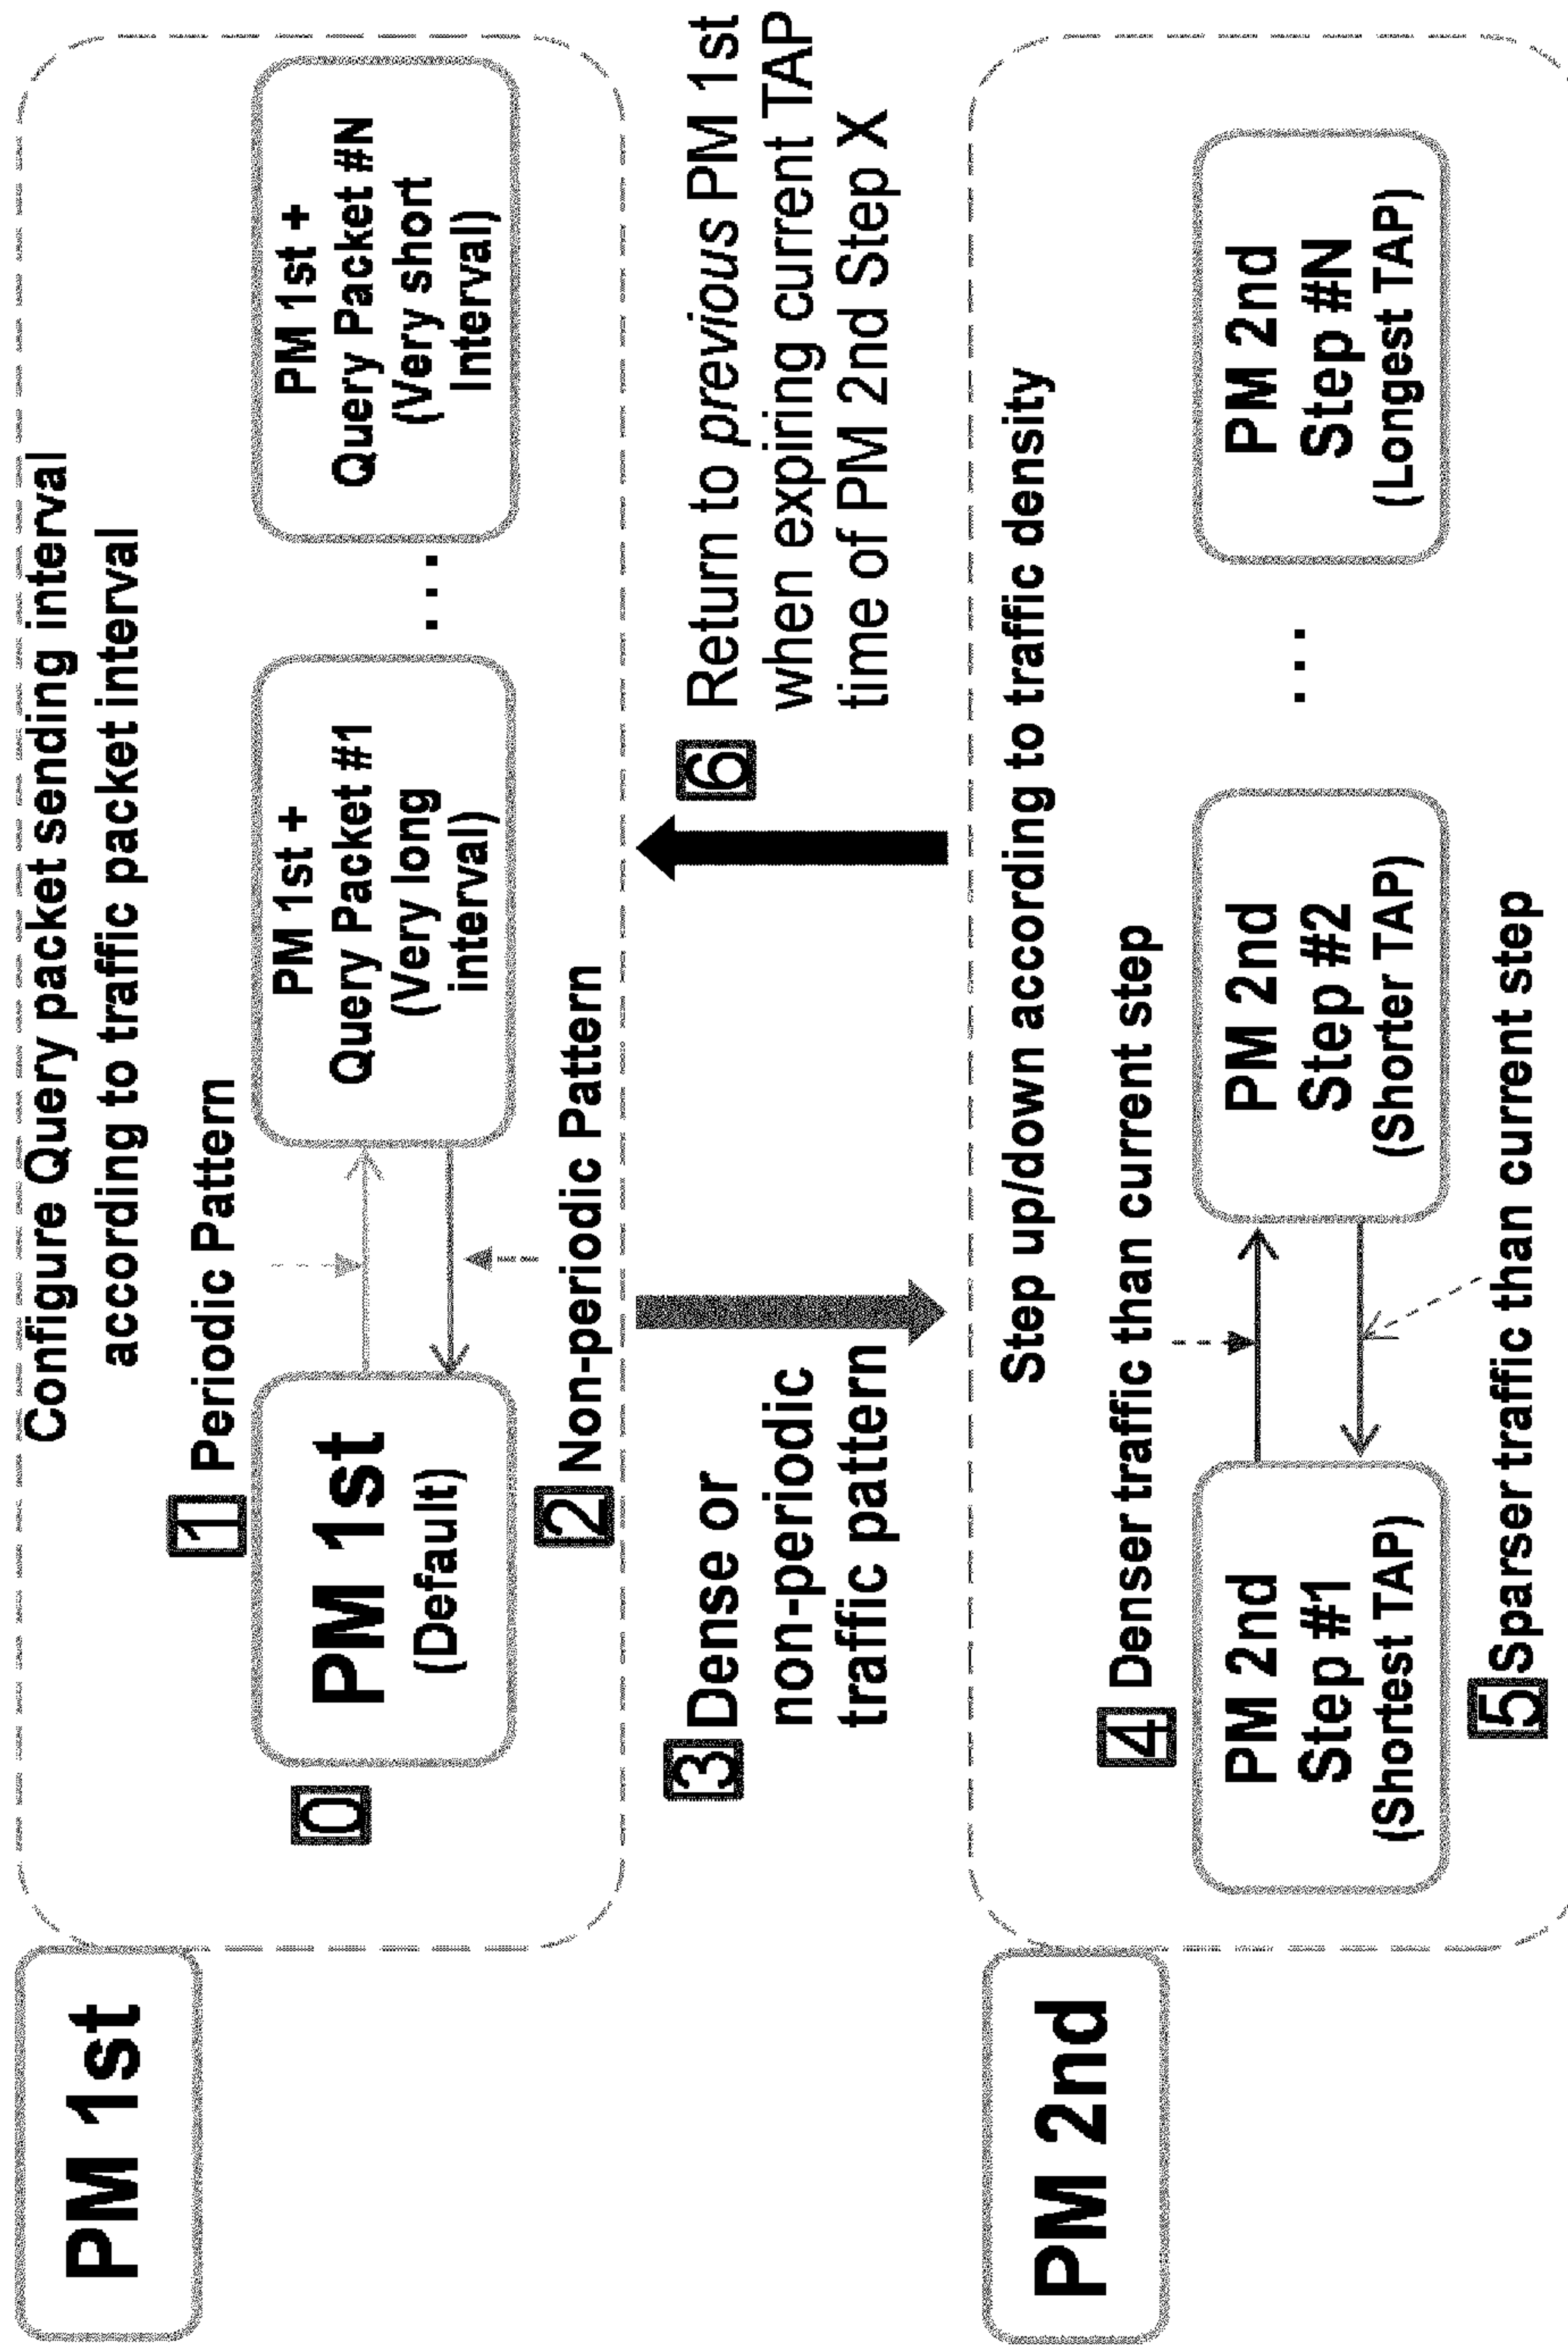 PM 1st
Configure Query packet sending interval
according to traffic packet interval
1 Periodic Pattern
0
PM 1st
(Default)
PM 1st +
Query Packet #1
(Very long
interval)
...
PM 1st +
Query Packet #N
(Very short
Interval)
2 Non-periodic Pattern
3 Dense or
non-periodic
traffic pattern
6 Return to previous PM 1st
when expiring current TAP
time of PM 2nd Step X
PM 2nd
Step up/down according to traffic density
4 Denser traffic than current step
PM 2nd
Step #1
(Shortest TAP)
PM 2nd
Step #2
(Shorter TAP)
...
PM 2nd
Step #N
(Longest TAP)
5 Sparser traffic than current step